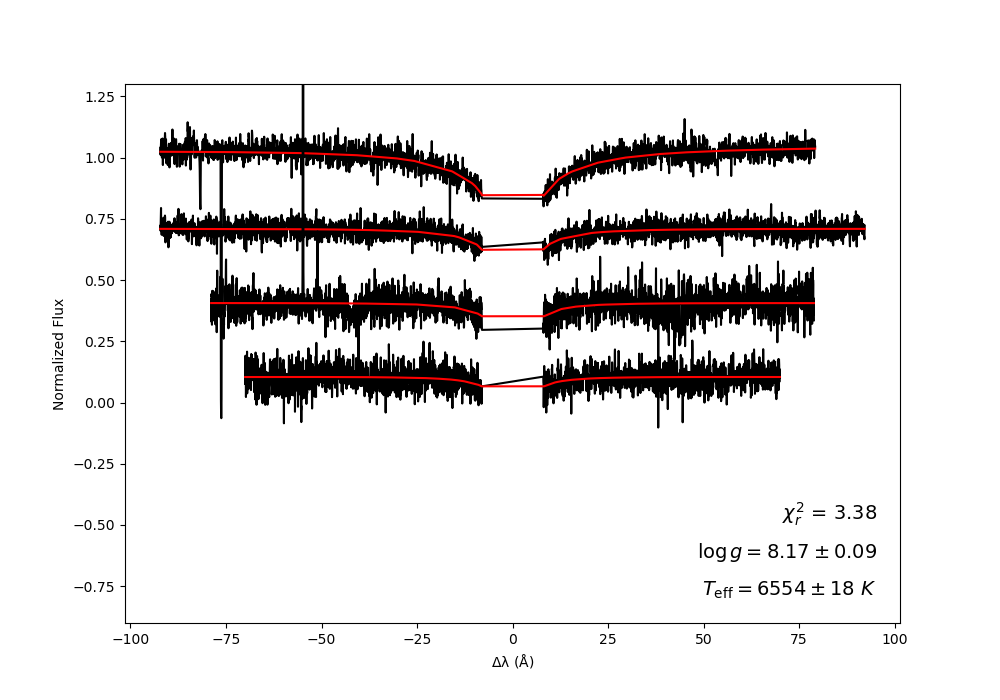 1.25
1.00
0.75
0.50
0.25
0.00
−0.25
−0.50
−0.75
Normalized Flux
χ²ᵣ = 3.38
log g = 8.17 ± 0.09
T_eff = 6554 ± 18 K
−100 −75 −50 −25 0 25 50 75 100
Δλ (Å)